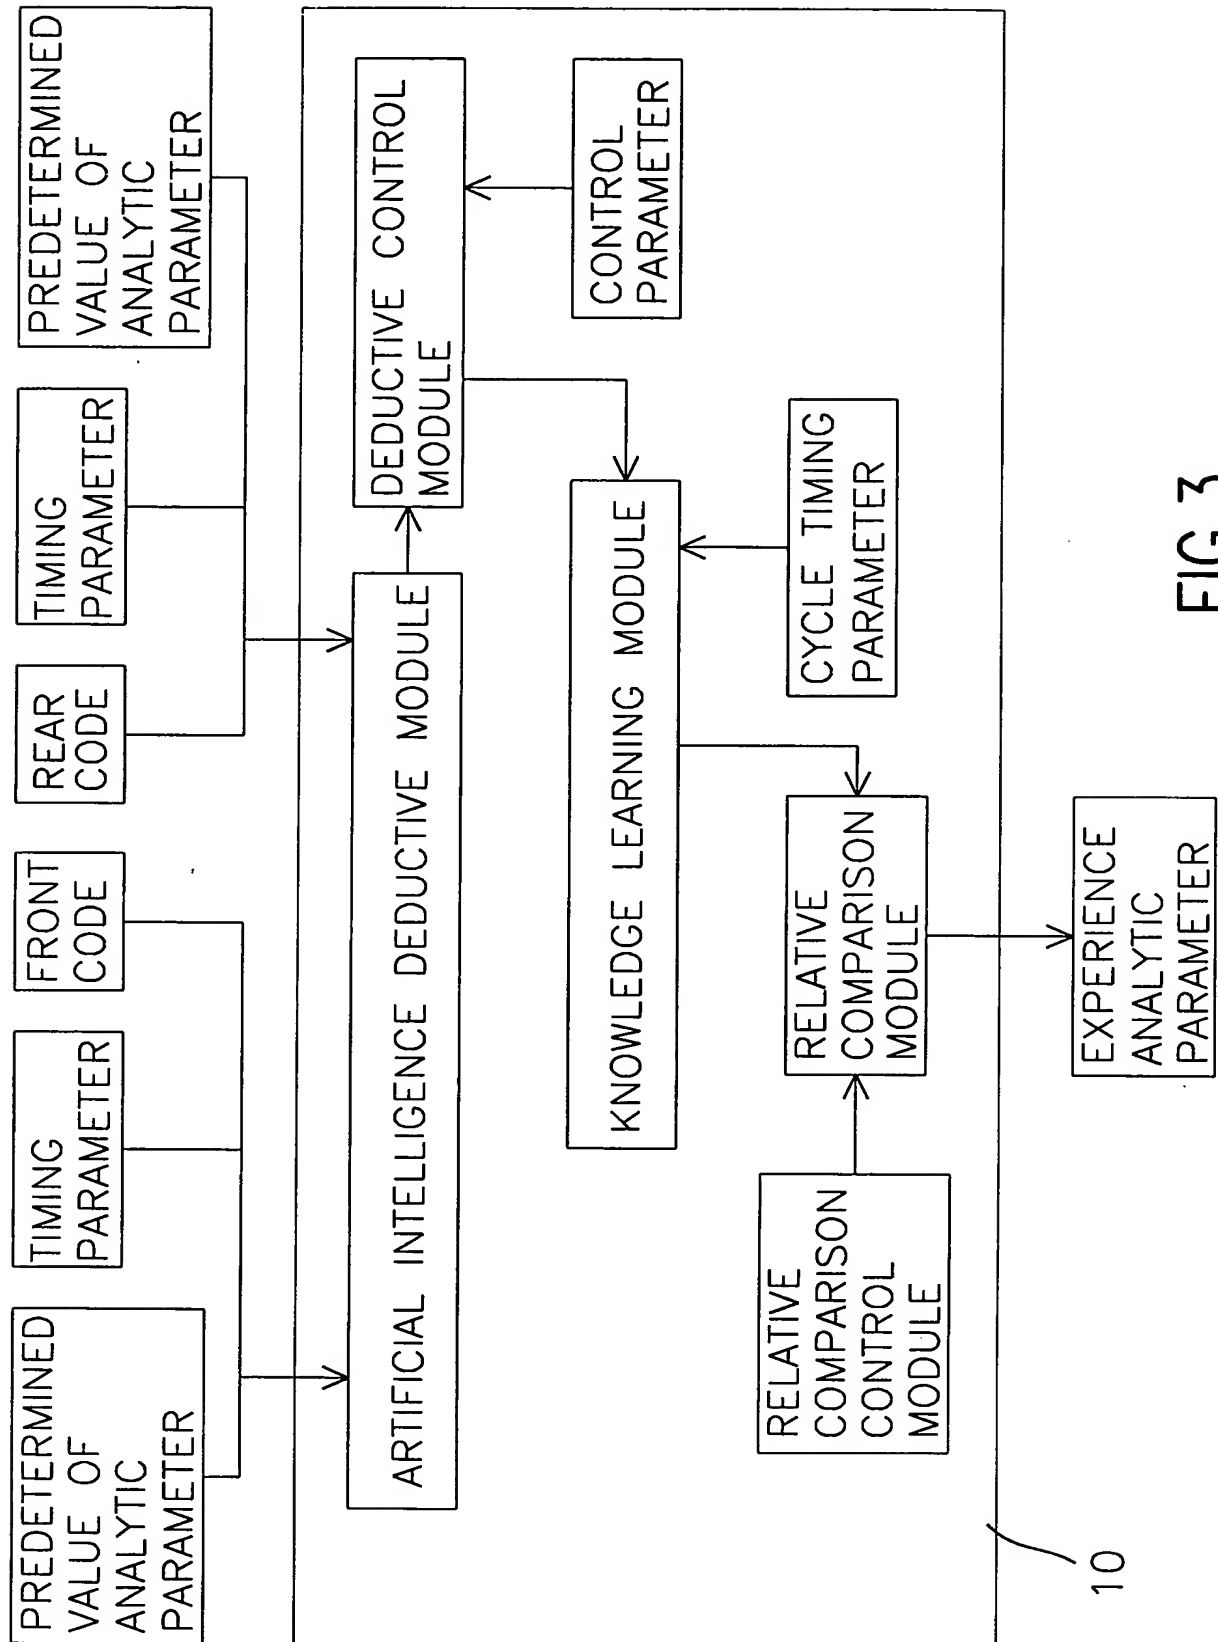 PREDETERMINED
VALUE OF
ANALYTIC
PARAMETER
TIMING
PARAMETER
FRONT
CODE
REAR
CODE
TIMING
PARAMETER
PREDETERMINED
VALUE OF
ANALYTIC
PARAMETER
ARTIFICIAL INTELLIGENCE DEDUCTIVE MODULE
DEDUCTIVE CONTROL
MODULE
KNOWLEDGE LEARNING MODULE
CONTROL
PARAMETER
RELATIVE
COMPARISON
CONTROL
MODULE
RELATIVE
COMPARISON
MODULE
CYCLE TIMING
PARAMETER
10
EXPERIENCE
ANALYTIC
PARAMETER
FIG 3